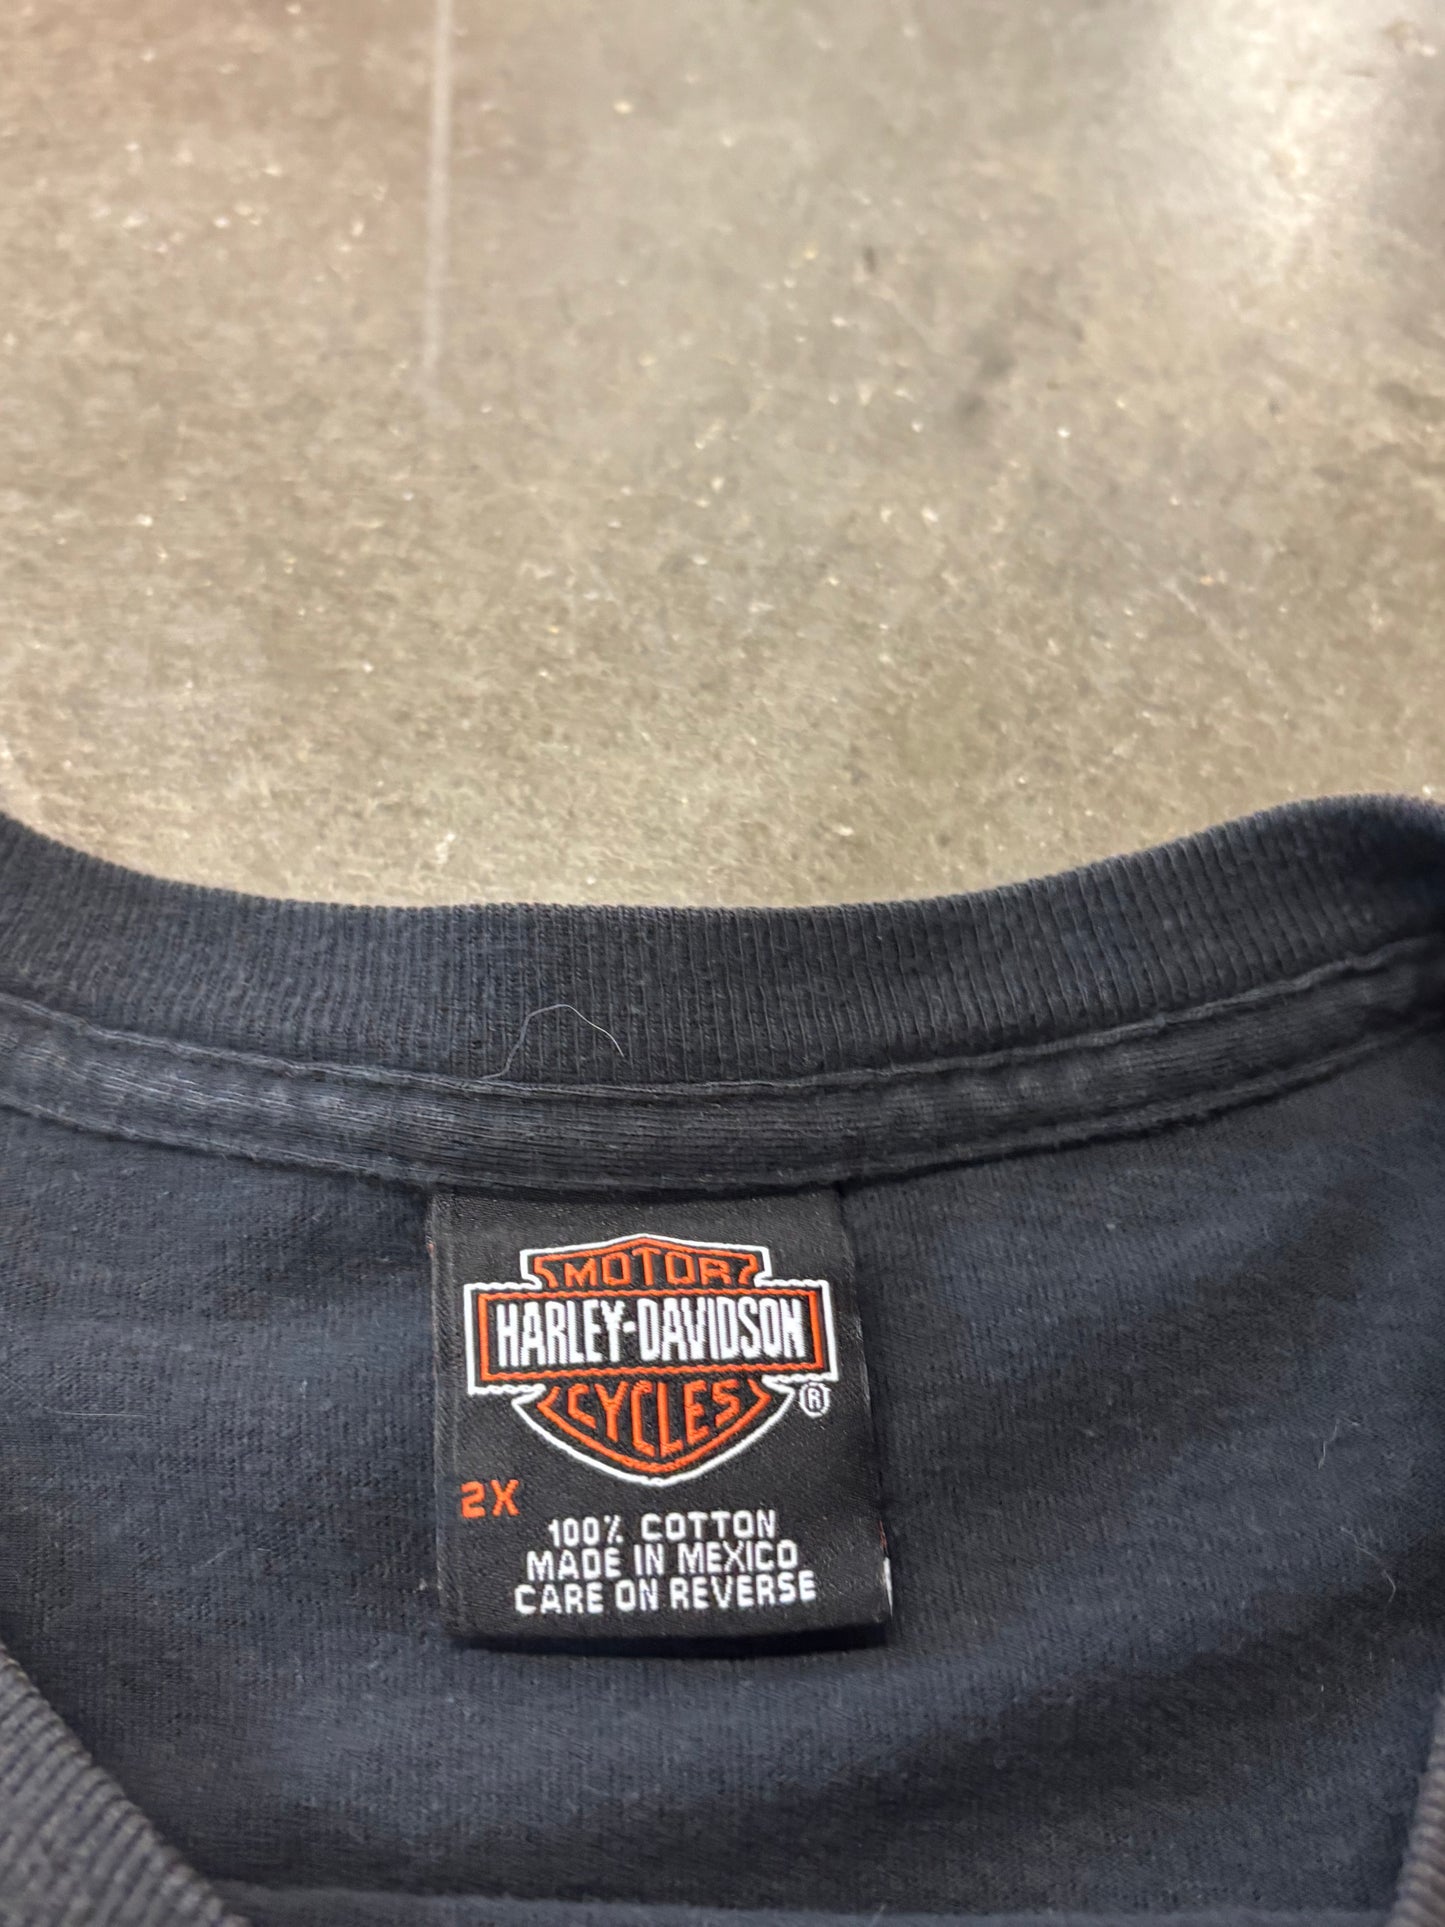 MOTOR
HARLEY-DAVIDSON
CYCLES
®
2X
100% COTTON
MADE IN MEXICO
CARE ON REVERSE